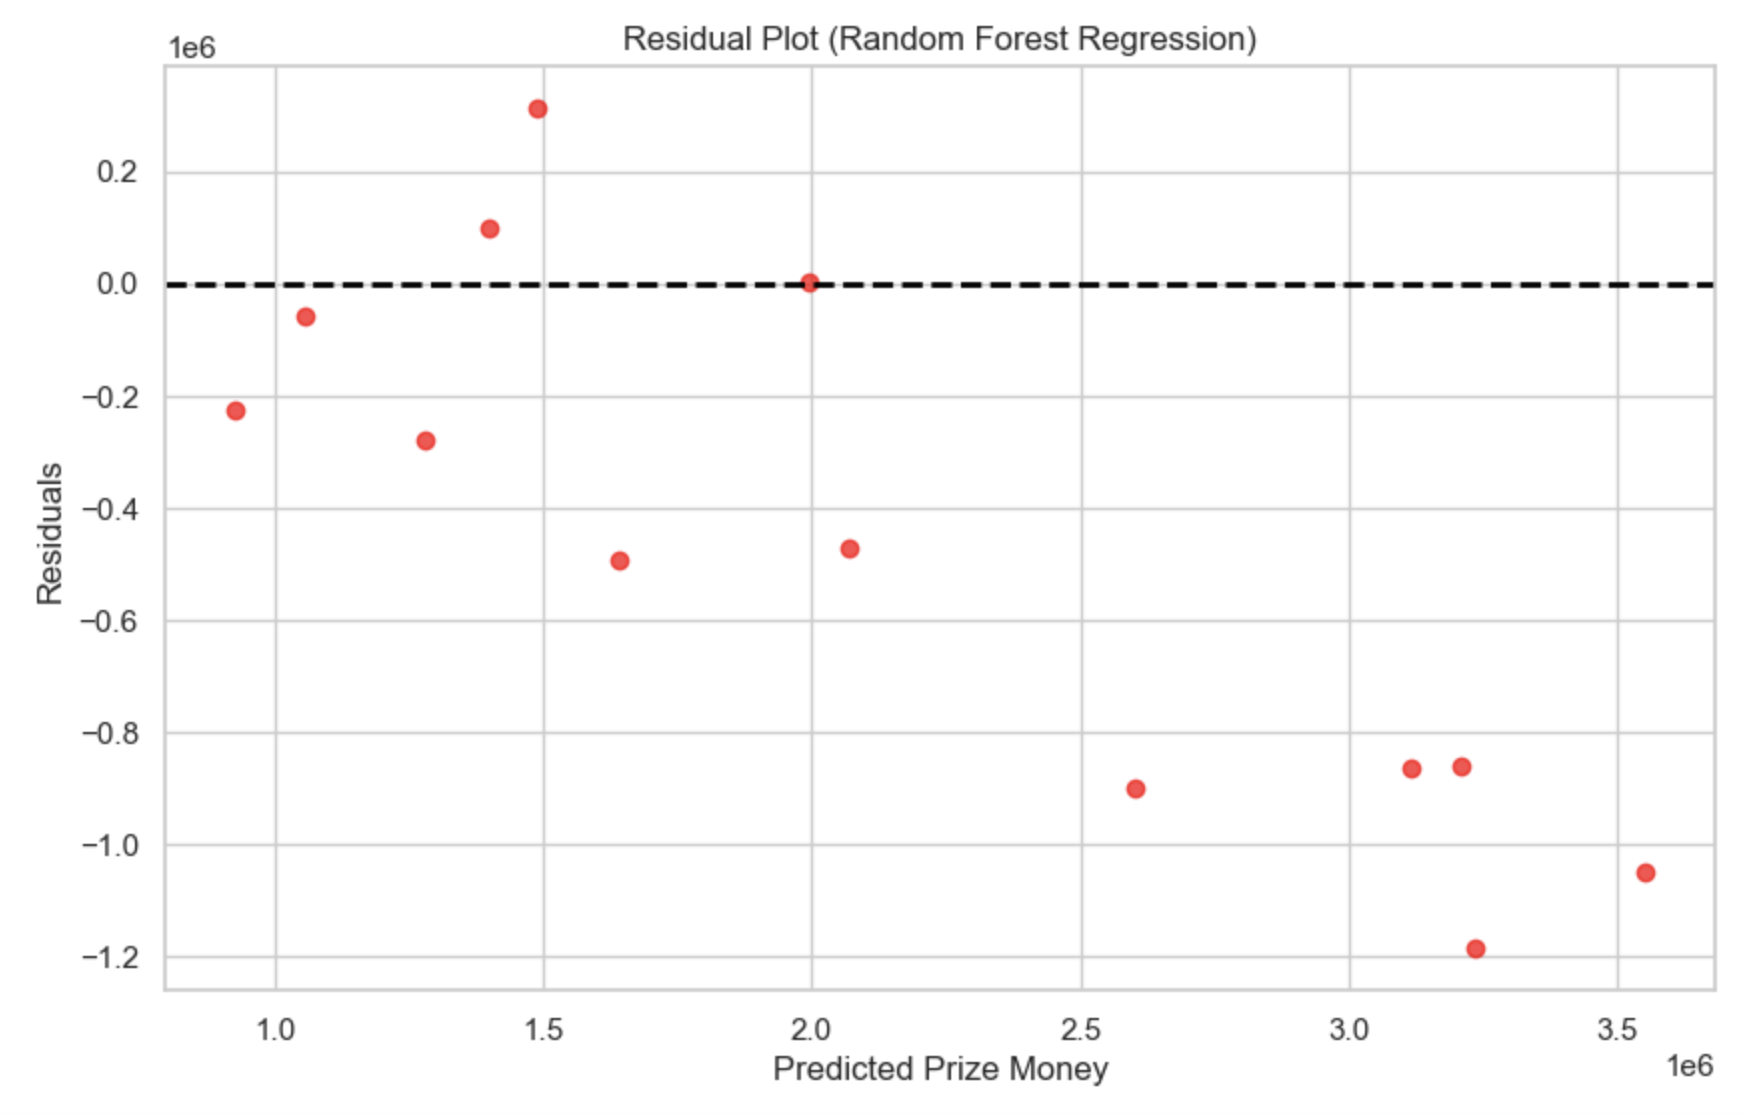 Residual Plot (Random Forest Regression)
1e6
0.2
0.0
−0.2
−0.4
−0.6
−0.8
−1.0
−1.2
Residuals
1.0 1.5 2.0 2.5 3.0 3.5
Predicted Prize Money
1e6